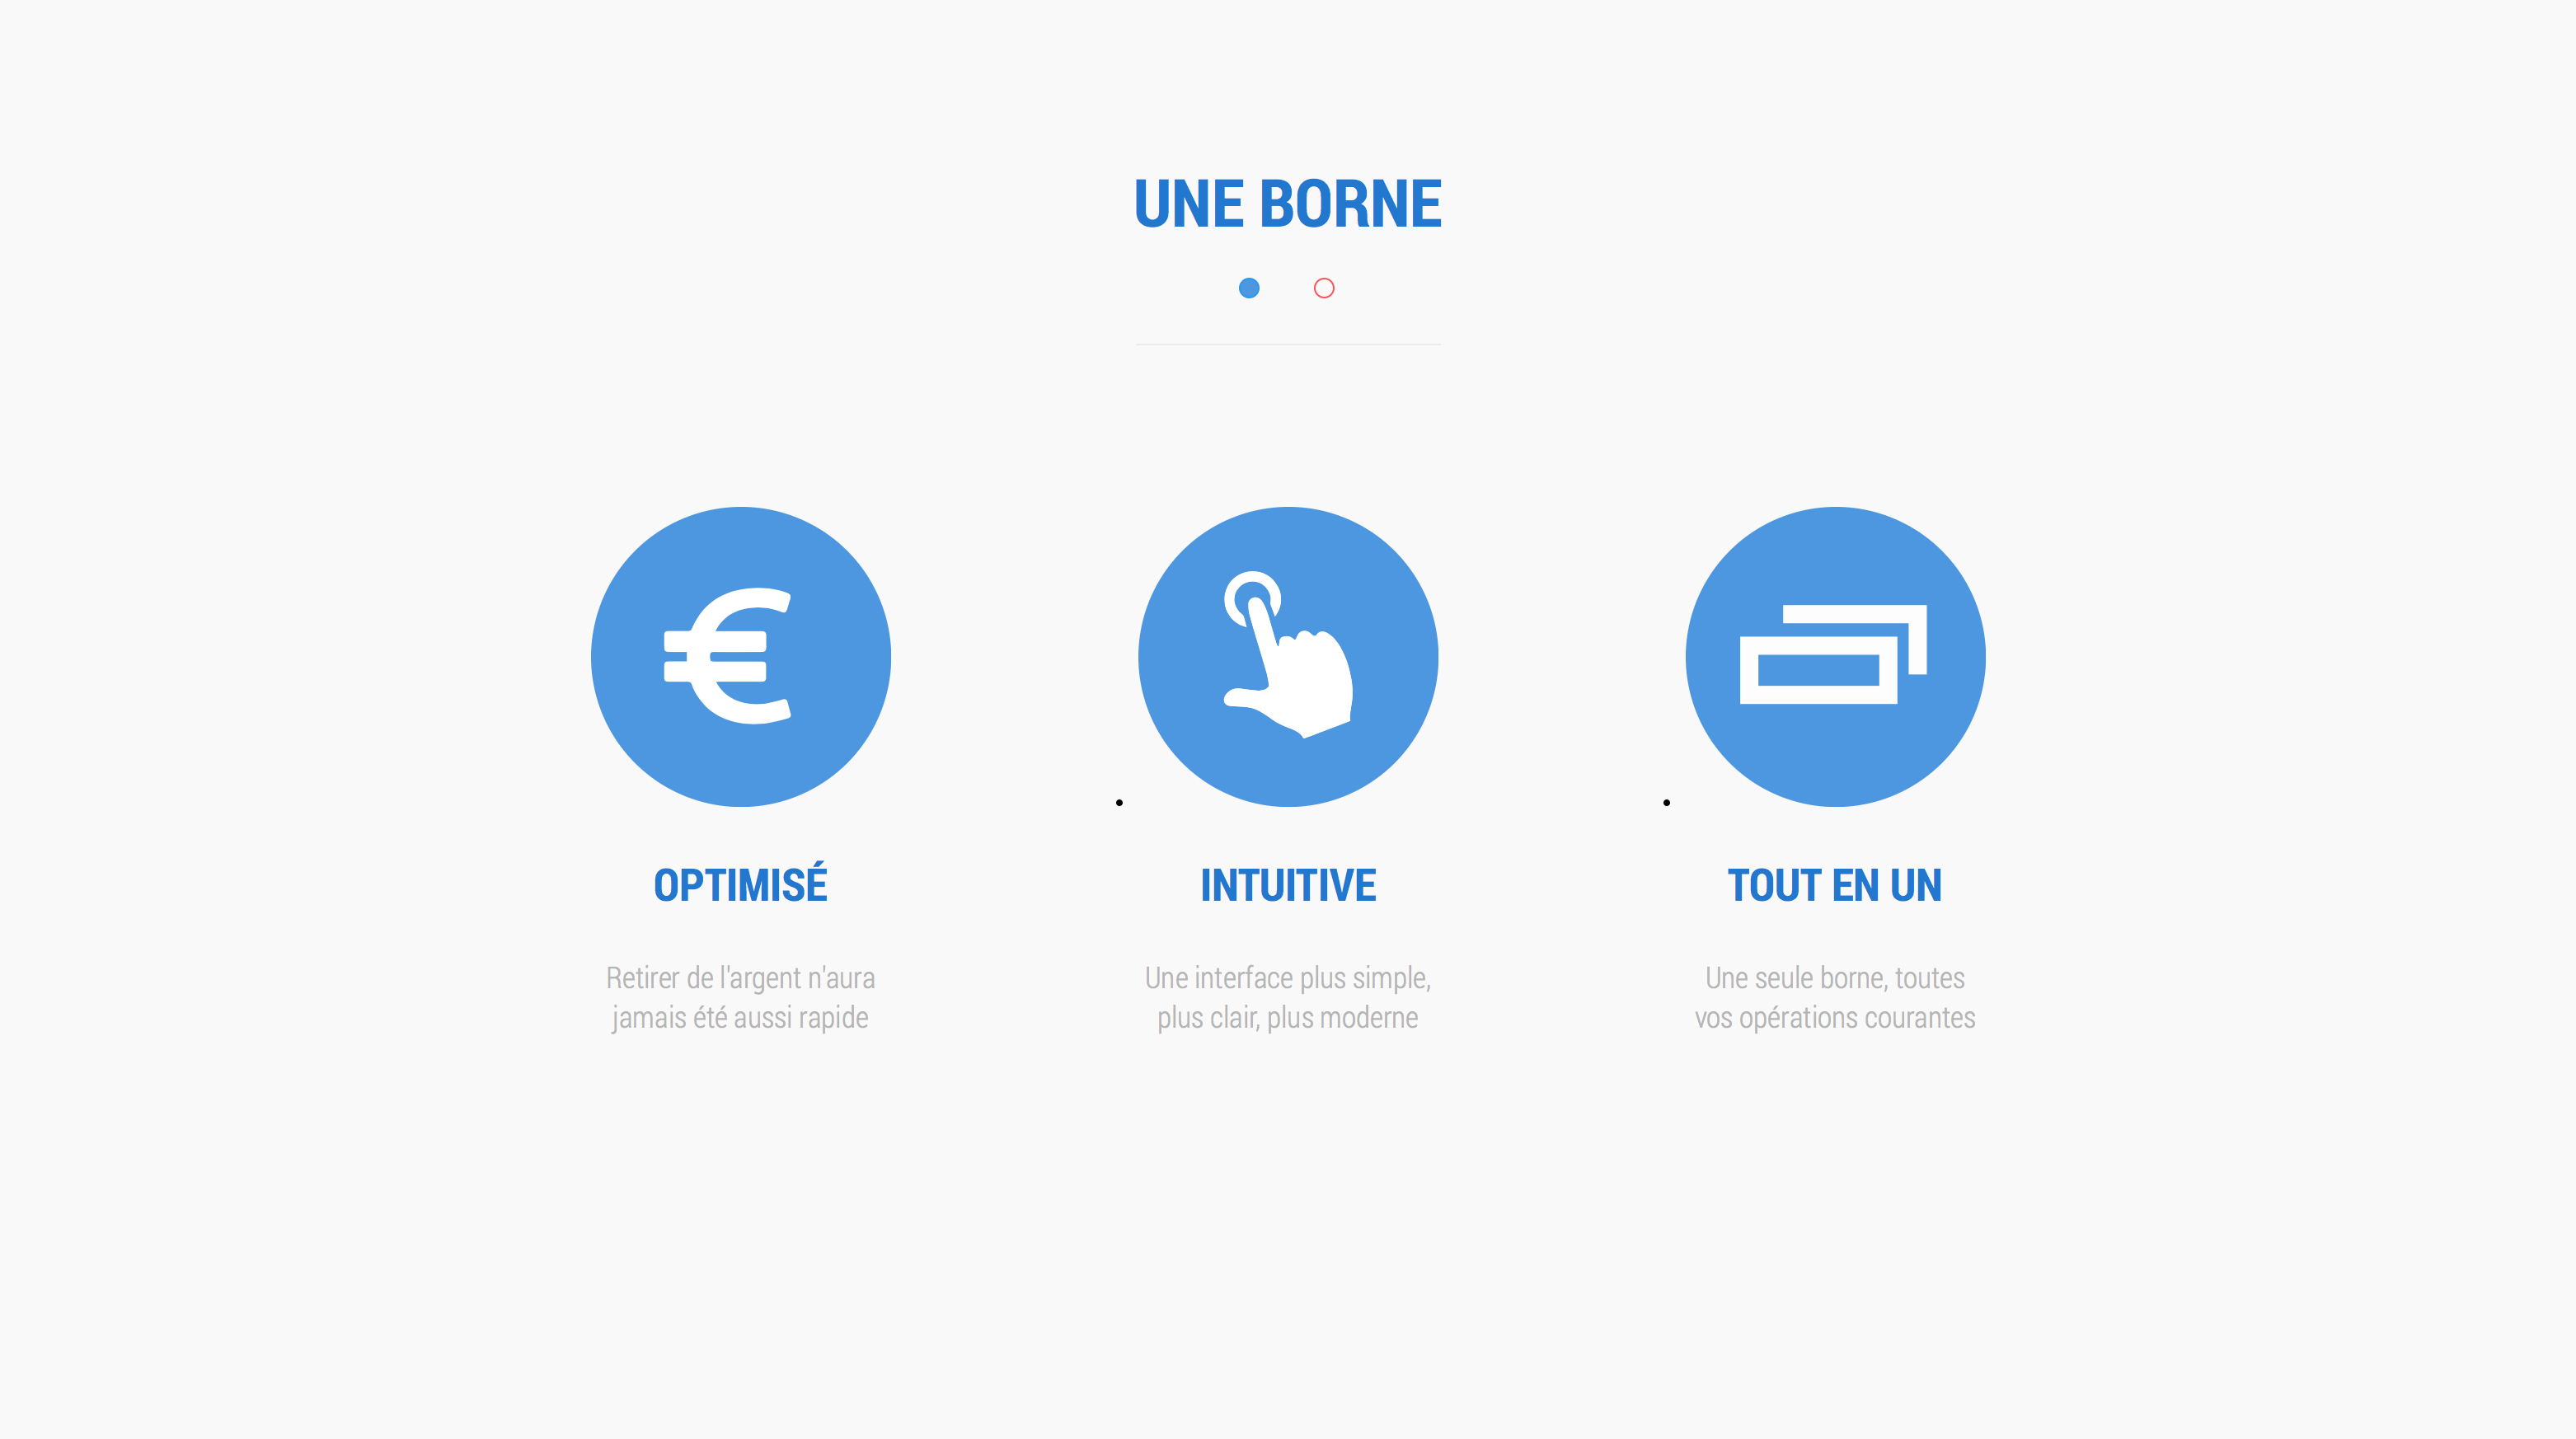 UNE BORNE
OPTIMISÉ
Retirer de l'argent n'aura
jamais été aussi rapide
INTUITIVE
Une interface plus simple,
plus clair, plus moderne
TOUT EN UN
Une seule borne, toutes
vos opérations courantes